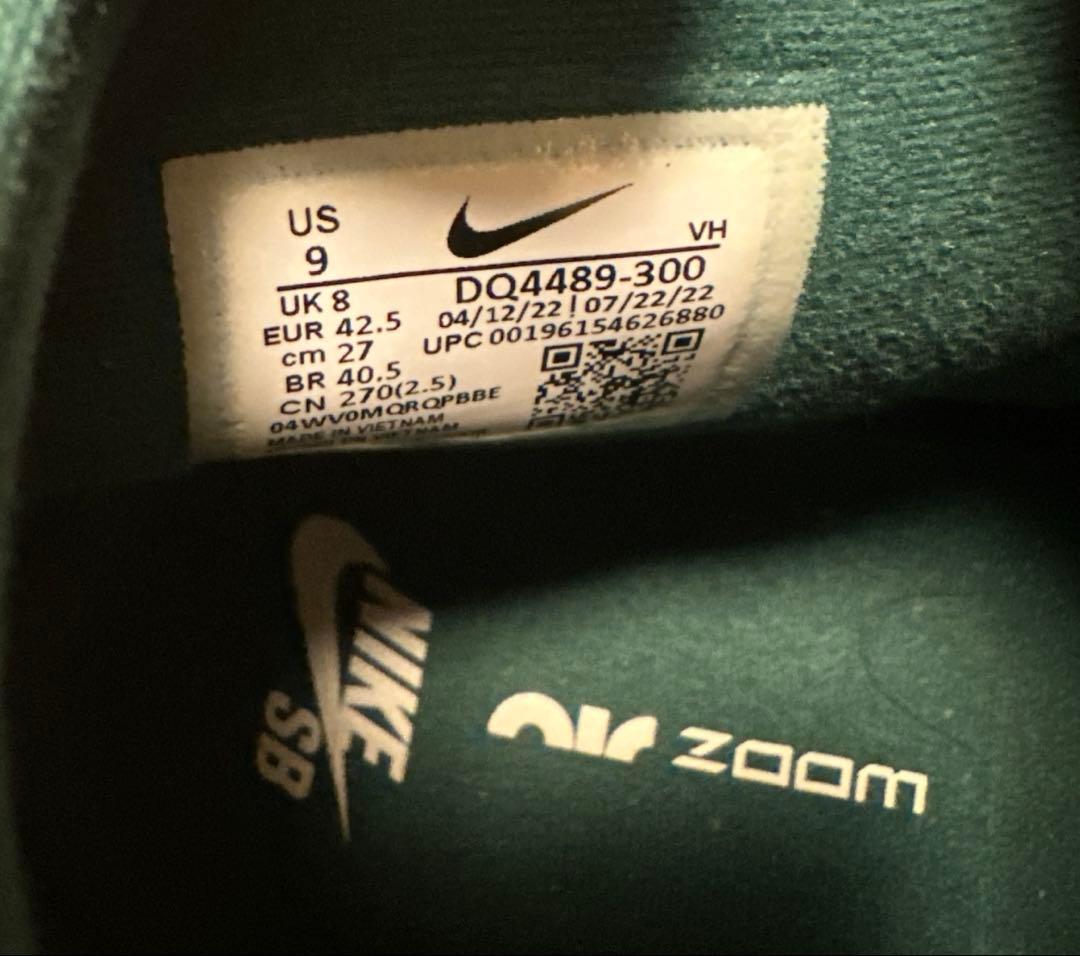 US
9
VH
UK 8
DQ4489-300
EUR 42.5
04/12/22 | 07/22/22
cm 27
UPC 00196154626880
BR 40.5
CN 270(2.5)
04WV0MQRQPBBE
MADE IN VIETNAM
NIKE
SB
air zoom